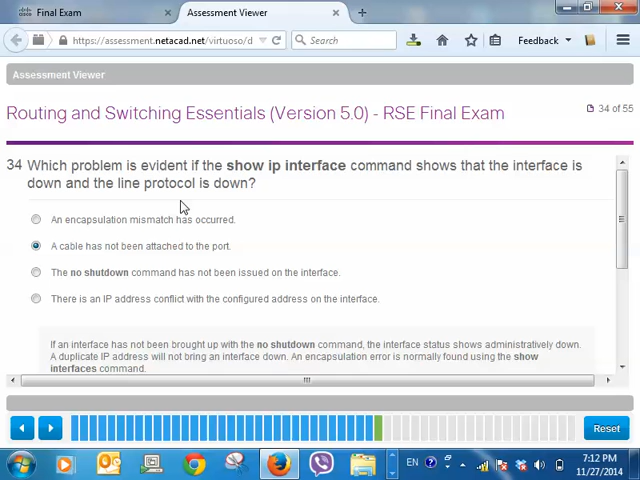 Final Exam
Assessment Viewer
https://assessment.netacad.net/virtuoso/d
Search
Feedback
Assessment Viewer
Routing and Switching Essentials (Version 5.0) - RSE Final Exam
34 of 55
34 Which problem is evident if the show ip interface command shows that the interface is
down and the line protocol is down?
An encapsulation mismatch has occurred.
A cable has not been attached to the port.
The no shutdown command has not been issued on the interface.
There is an IP address conflict with the configured address on the interface.
If an interface has not been brought up with the no shutdown command, the interface status shows administratively down.
A duplicate IP address will not bring an interface down. An encapsulation error is normally found using the show
interfaces command.
Reset
EN
7:12 PM
11/27/2014